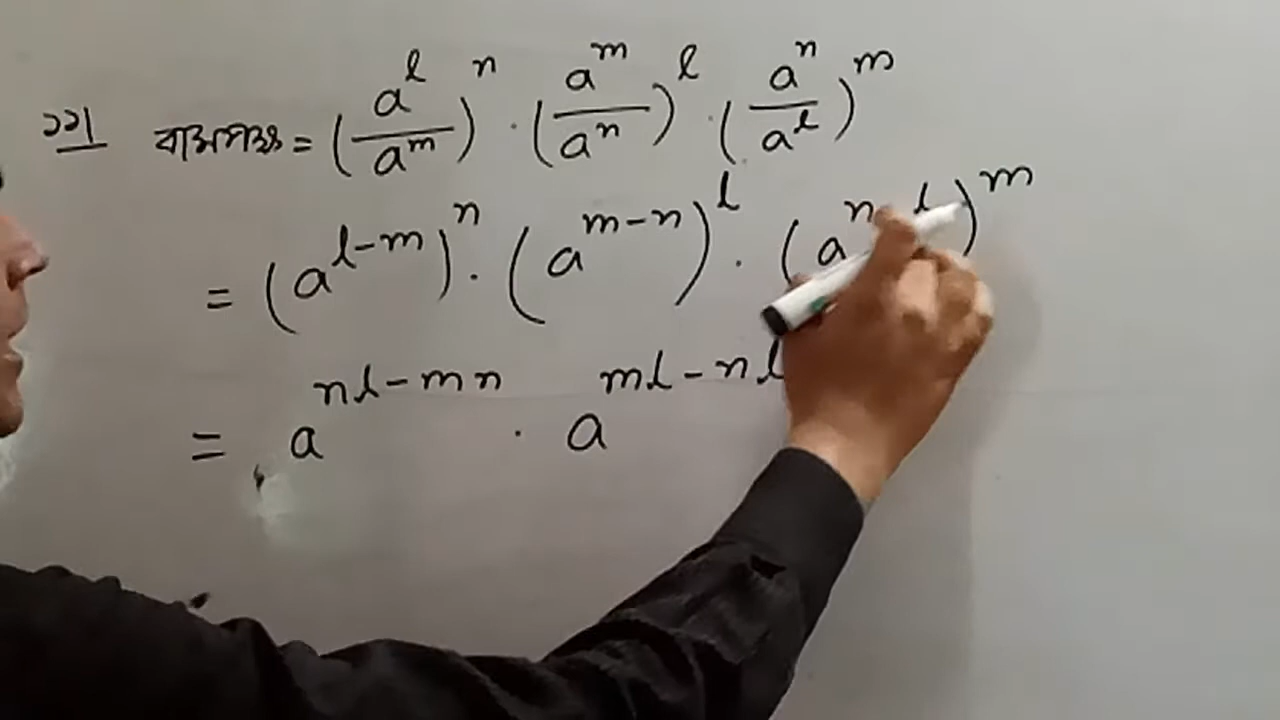 ১১। বামপক্ষ = (a^l/a^m)^n · (a^m/a^n)^l · (a^n/a^l)^m
= (a^{l-m})^n · (a^{m-n})^l · (a^{n-l})^m
= a^{nl-mn} · a^{ml-nl}